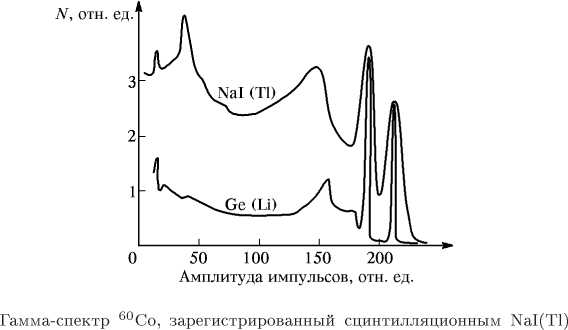 N, отн. ед.
3
NaI (Tl)
2
1
Ge (Li)
0
50
100
150
200
Амплитуда импульсов, отн. ед.
Гамма-спектр ⁶⁰Co, зарегистрированный сцинтилляционным NaI(Tl)